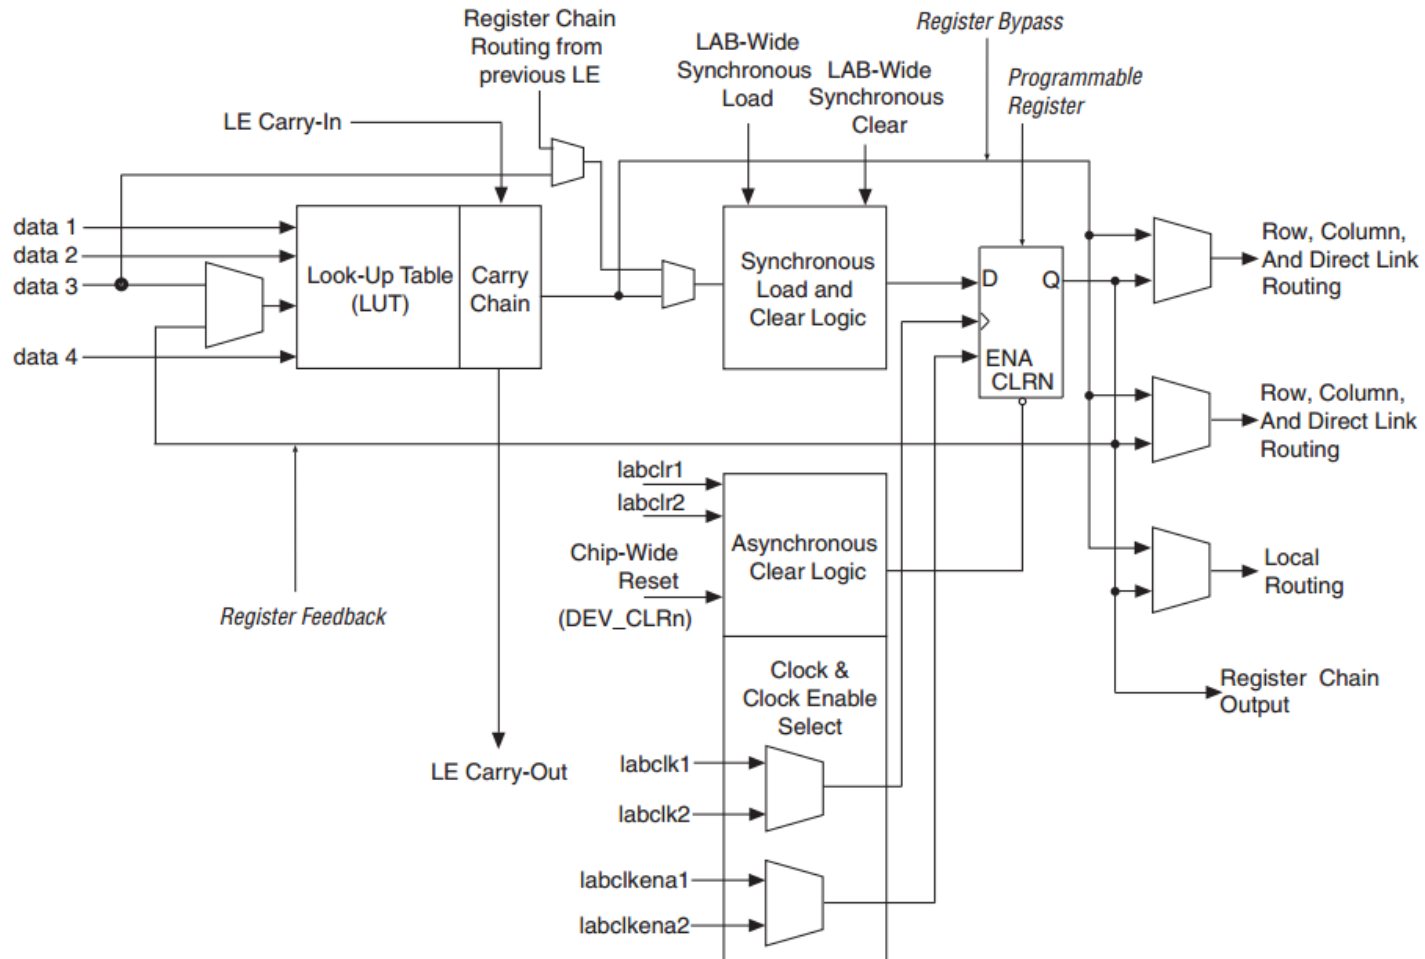 Register Chain
Routing from
previous LE
LAB-Wide
Synchronous
Load
LAB-Wide
Synchronous
Clear
Register Bypass
Programmable
Register
LE Carry-In
data 1
data 2
data 3
data 4
Look-Up Table
(LUT)
Carry
Chain
Synchronous
Load and
Clear Logic
D
Q
ENA
CLRN
Row, Column,
And Direct Link
Routing
Row, Column,
And Direct Link
Routing
Local
Routing
Register Chain
Output
Register Feedback
labclr1
labclr2
Chip-Wide
Reset
(DEV_CLRn)
Asynchronous
Clear Logic
Clock &
Clock Enable
Select
LE Carry-Out
labclk1
labclk2
labclkena1
labclkena2